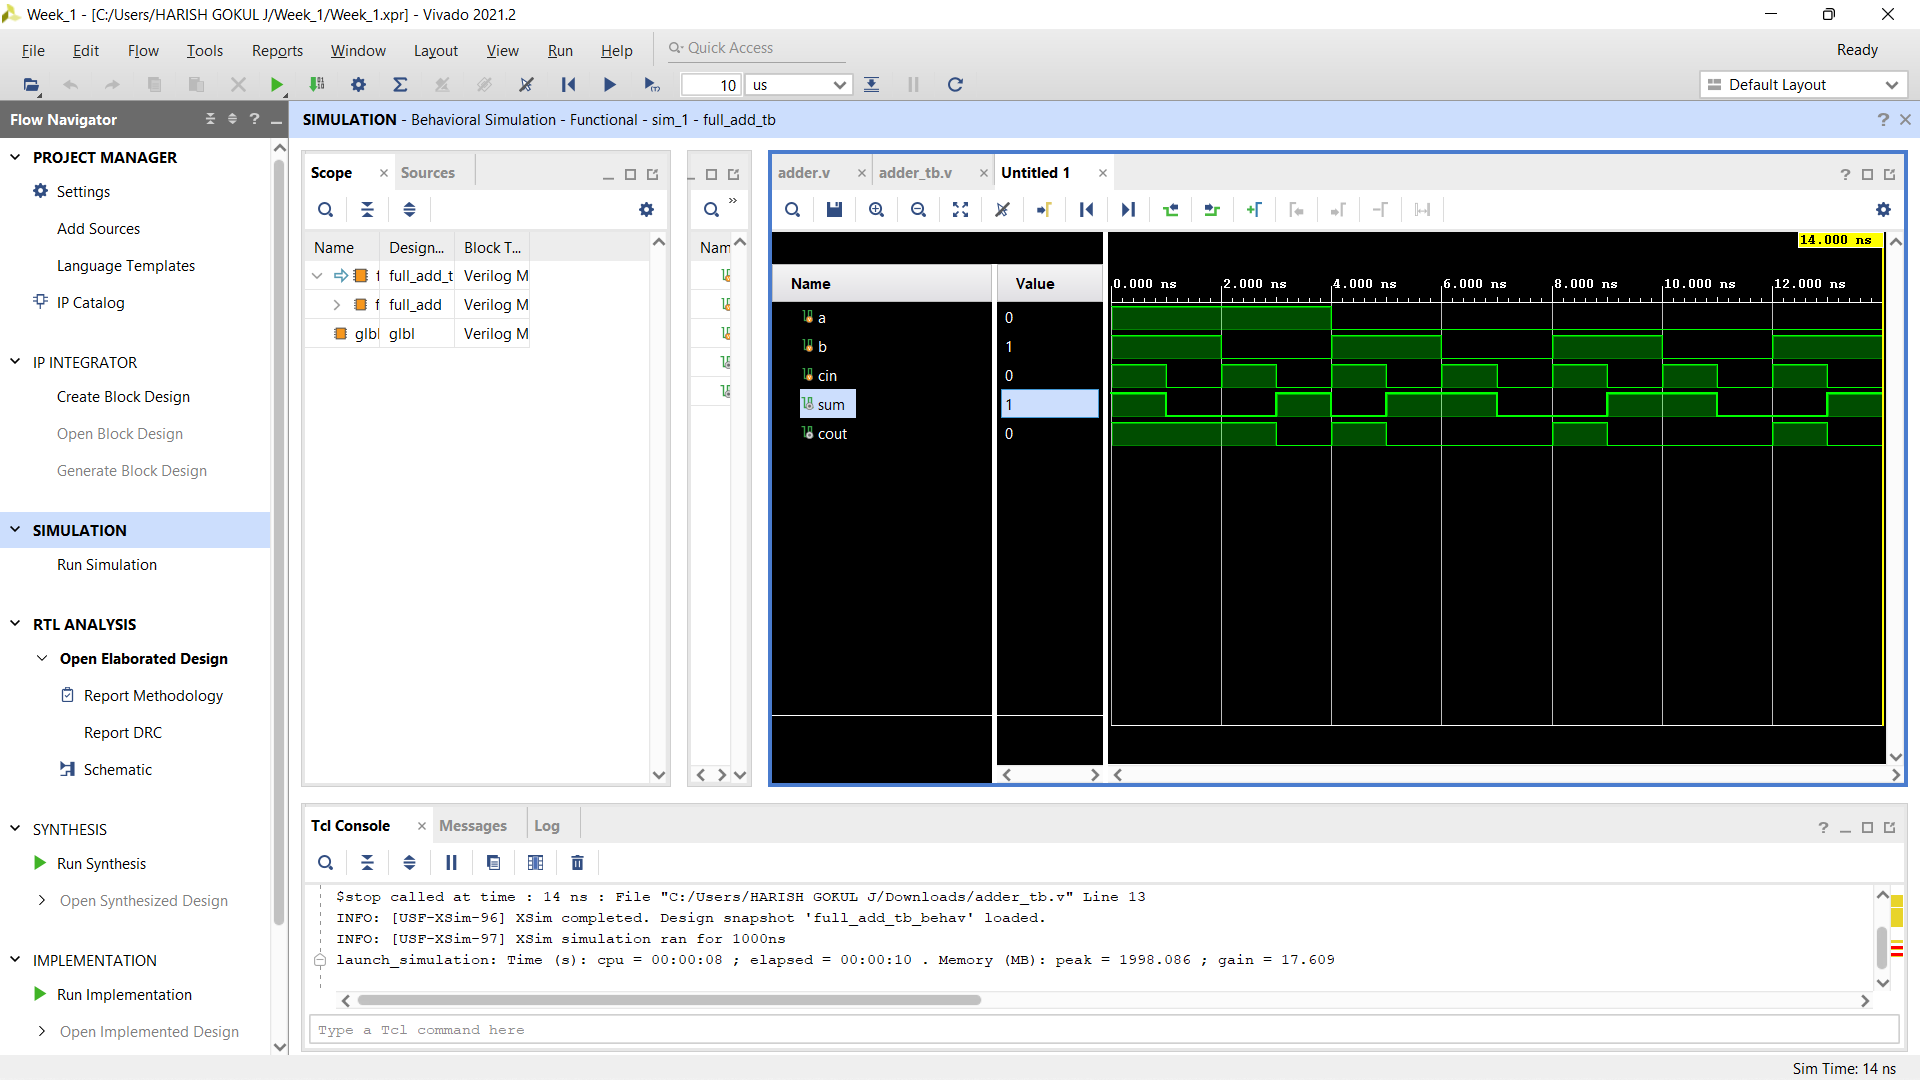 Week_1 - [C:/Users/HARISH GOKUL J/Week_1/Week_1.xpr] - Vivado 2021.2
File Edit Flow Tools Reports Window Layout View Run Help Quick Access Ready
10 us Default Layout
Flow Navigator
SIMULATION - Behavioral Simulation - Functional - sim_1 - full_add_tb
PROJECT MANAGER
Settings
Add Sources
Language Templates
IP Catalog
IP INTEGRATOR
Create Block Design
Open Block Design
Generate Block Design
SIMULATION
Run Simulation
RTL ANALYSIS
Open Elaborated Design
Report Methodology
Report DRC
Schematic
SYNTHESIS
Run Synthesis
Open Synthesized Design
IMPLEMENTATION
Run Implementation
Open Implemented Design
Scope Sources
Name Design... Block T...
f full_add_t Verilog M
f full_add Verilog M
glbl glbl Verilog M
Nam
adder.v adder_tb.v Untitled 1
14.000 ns
Name Value
0.000 ns 2.000 ns 4.000 ns 6.000 ns 8.000 ns 10.000 ns 12.000 ns
a 0
b 1
cin 0
sum 1
cout 0
Tcl Console Messages Log
$stop called at time : 14 ns : File "C:/Users/HARISH GOKUL J/Downloads/adder_tb.v" Line 13
INFO: [USF-XSim-96] XSim completed. Design snapshot 'full_add_tb_behav' loaded.
INFO: [USF-XSim-97] XSim simulation ran for 1000ns
launch_simulation: Time (s): cpu = 00:00:08 ; elapsed = 00:00:10 . Memory (MB): peak = 1998.086 ; gain = 17.609
Type a Tcl command here
Sim Time: 14 ns